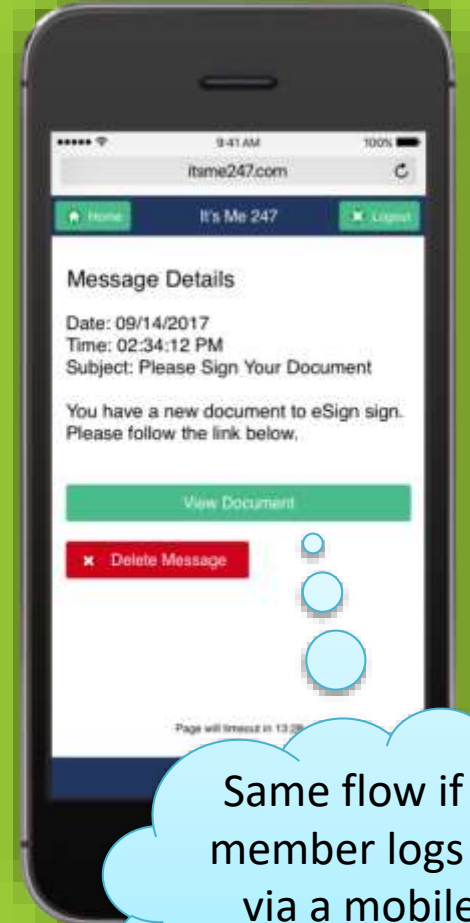 9:41 AM 100%
itsme247.com
Home It's Me 247 Logout
Message Details
Date: 09/14/2017
Time: 02:34:12 PM
Subject: Please Sign Your Document
You have a new document to eSign sign.
Please follow the link below.
View Document
Delete Message
Page will timeout in 13:28
Same flow if
member logs
via a mobile